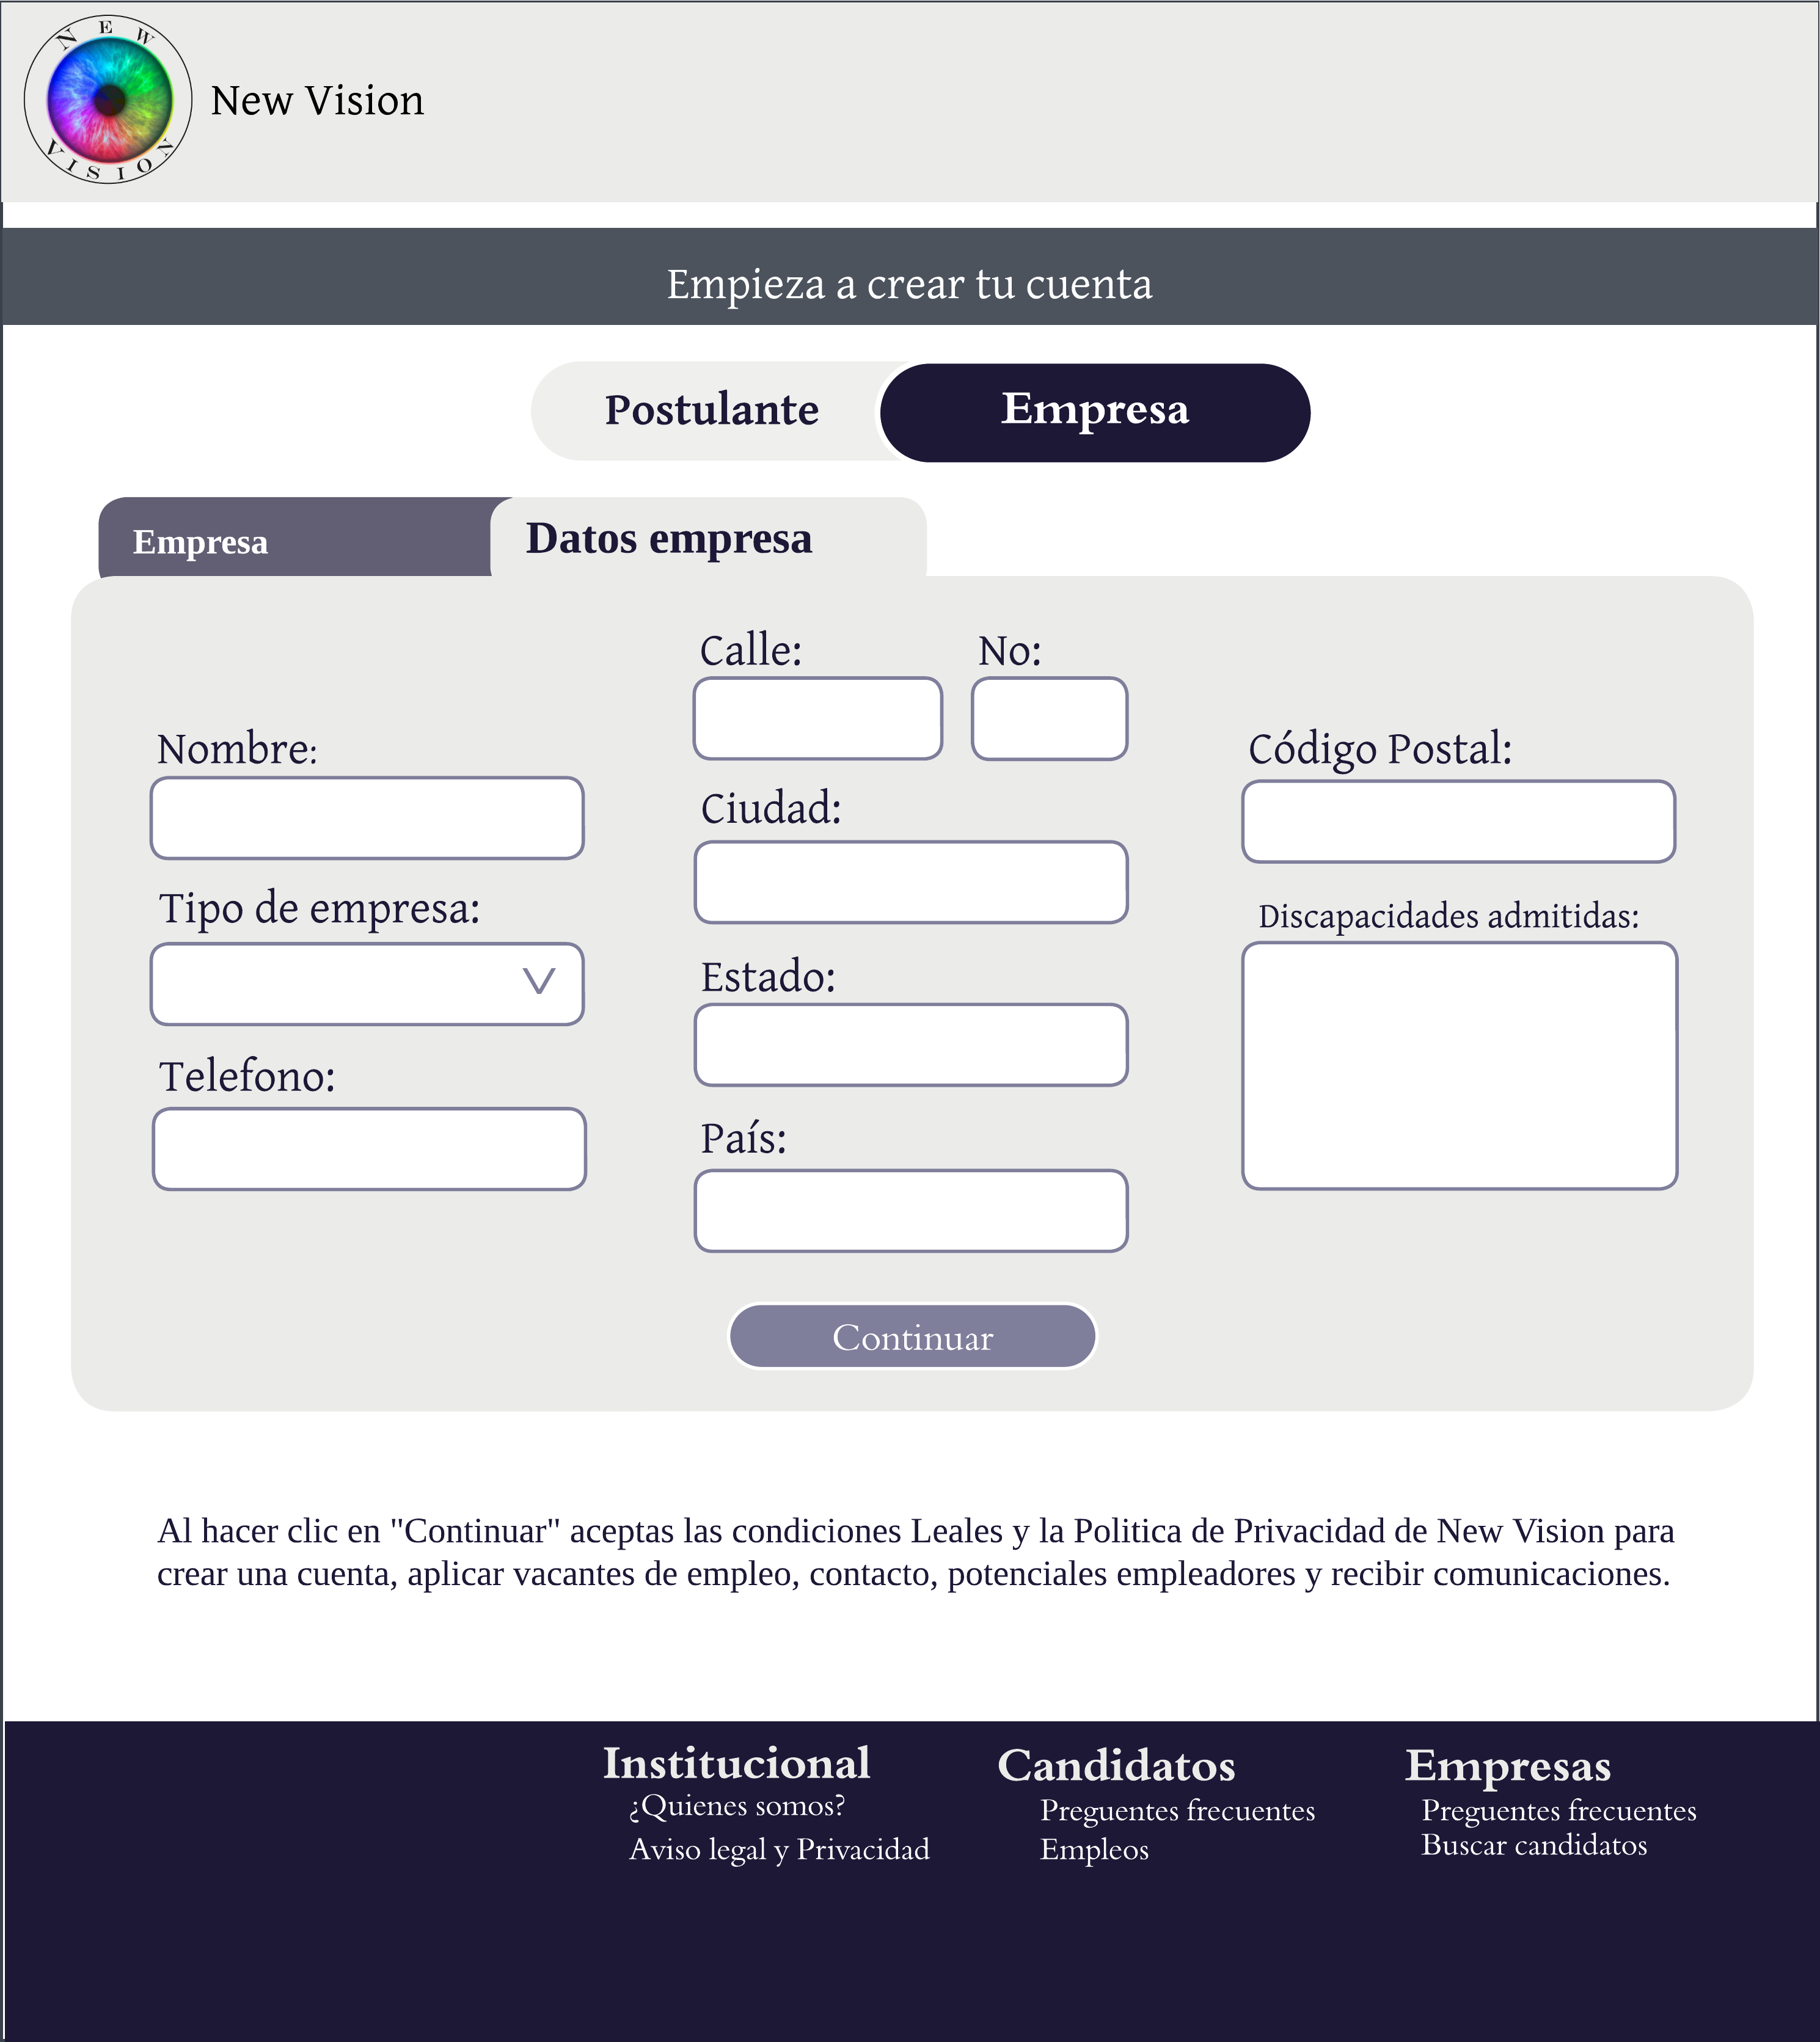 NEW
VISION
New Vision
Empieza a crear tu cuenta
Postulante
Empresa
Empresa
Datos empresa
Nombre:
Tipo de empresa:
Telefono:
Calle:
No:
Ciudad:
Estado:
País:
Código Postal:
Discapacidades admitidas:
Continuar
Al hacer clic en "Continuar" aceptas las condiciones Leales y la Politica de Privacidad de New Vision para
crear una cuenta, aplicar vacantes de empleo, contacto, potenciales empleadores y recibir comunicaciones.
Institucional
¿Quienes somos?
Aviso legal y Privacidad
Candidatos
Preguentes frecuentes
Empleos
Empresas
Preguentes frecuentes
Buscar candidatos